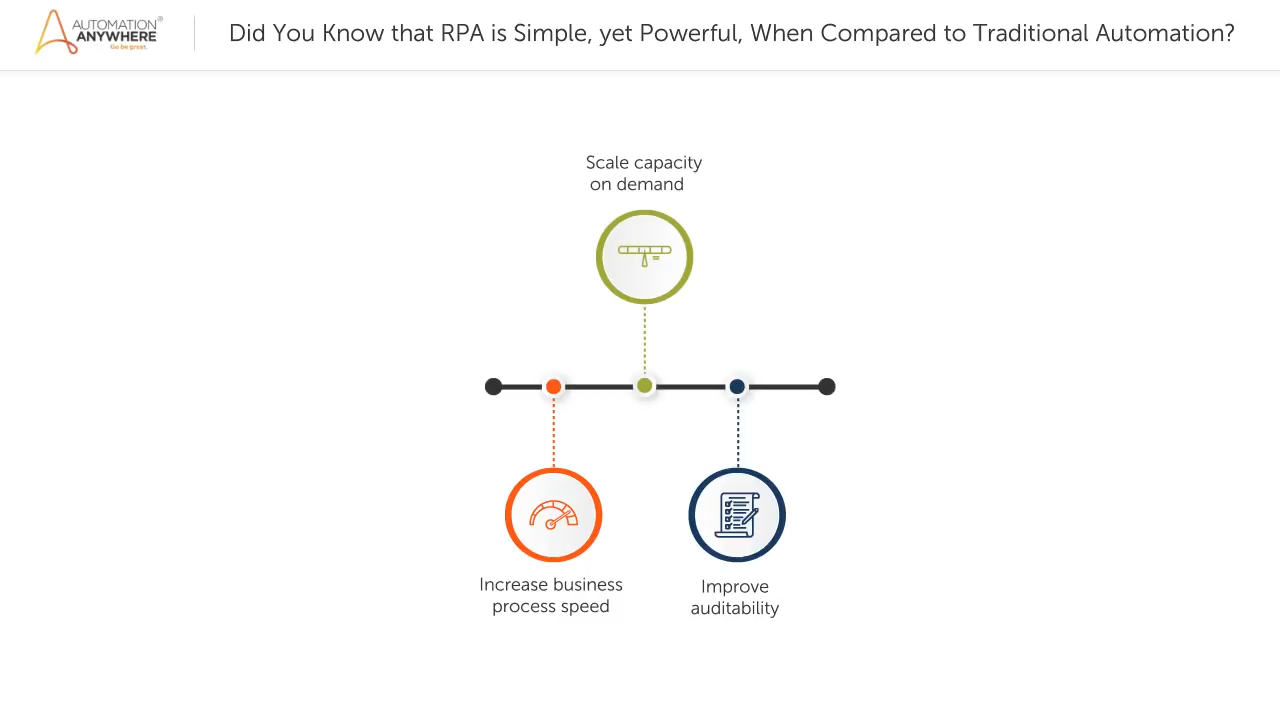 AUTOMATION®
ANYWHERE
Go be great.
Did You Know that RPA is Simple, yet Powerful, When Compared to Traditional Automation?
Scale capacity
on demand
Increase business
process speed
Improve
auditability